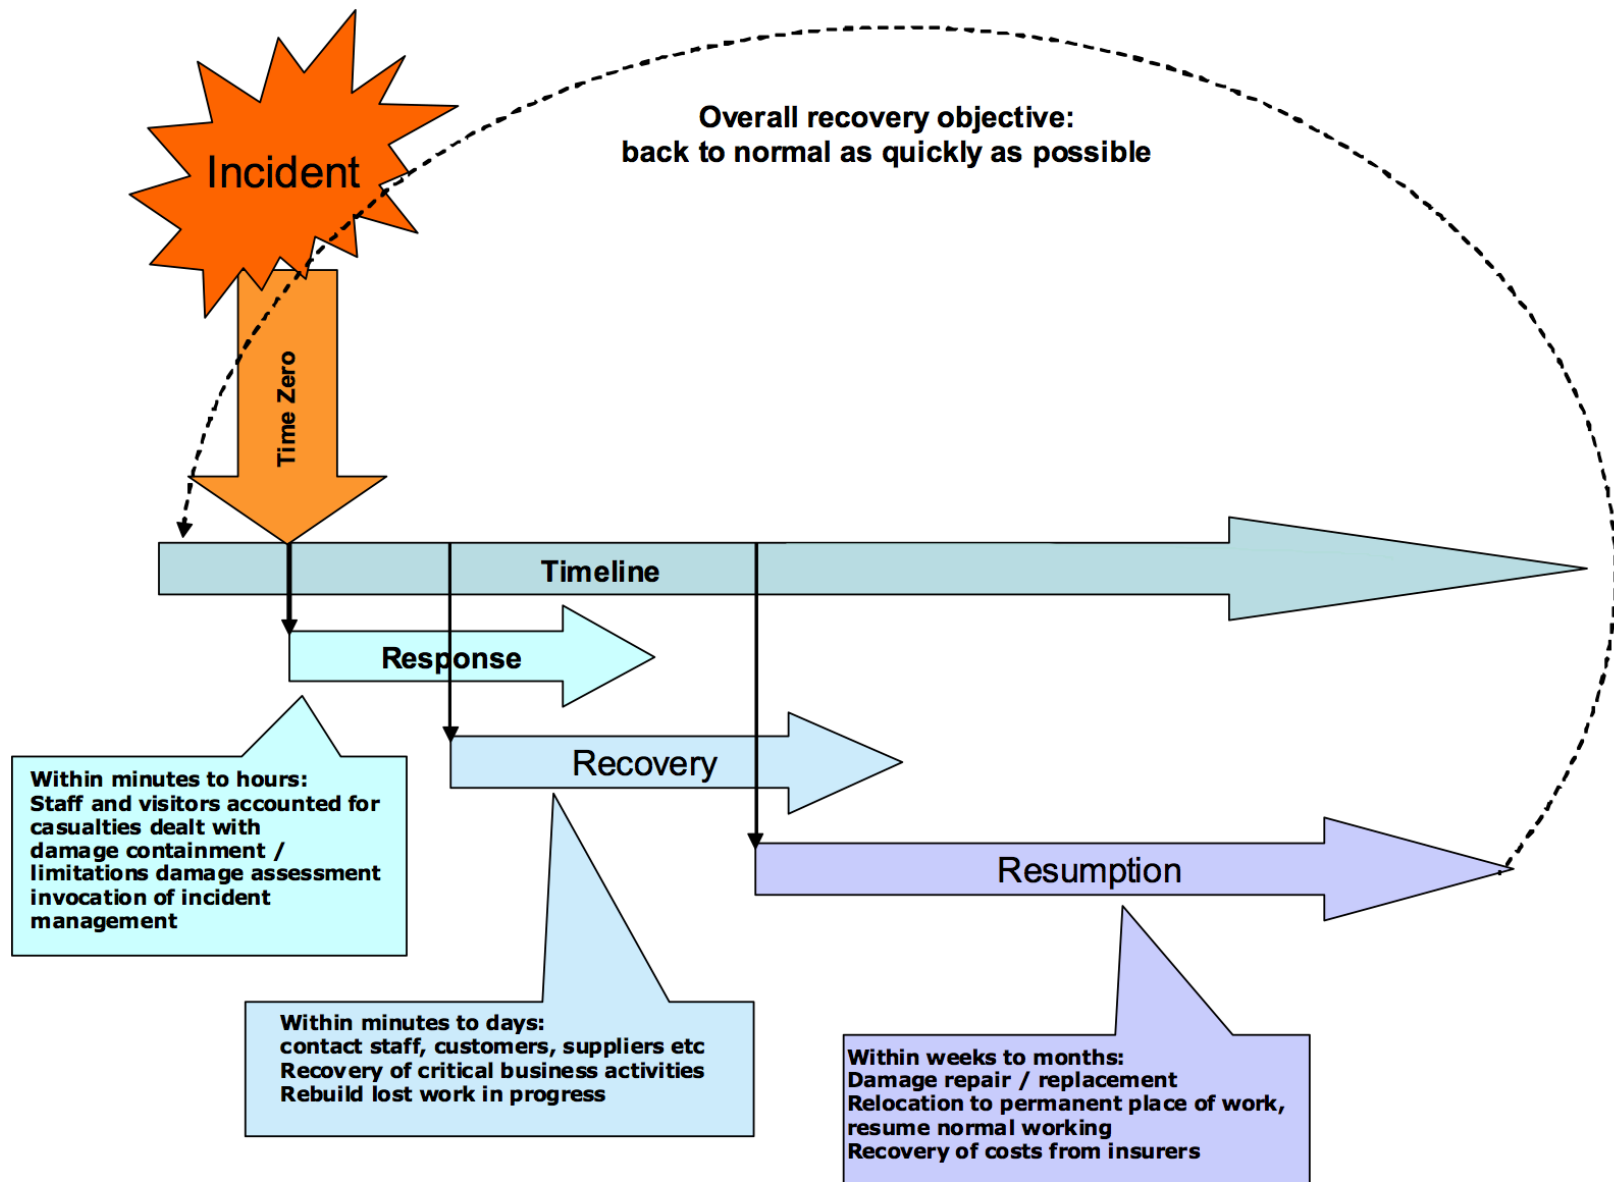 Incident
Overall recovery objective:
back to normal as quickly as possible
Time Zero
Timeline
Response
Recovery
Resumption
Within minutes to hours:
Staff and visitors accounted for
casualties dealt with
damage containment /
limitations damage assessment
invocation of incident
management
Within minutes to days:
contact staff, customers, suppliers etc
Recovery of critical business activities
Rebuild lost work in progress
Within weeks to months:
Damage repair / replacement
Relocation to permanent place of work,
resume normal working
Recovery of costs from insurers